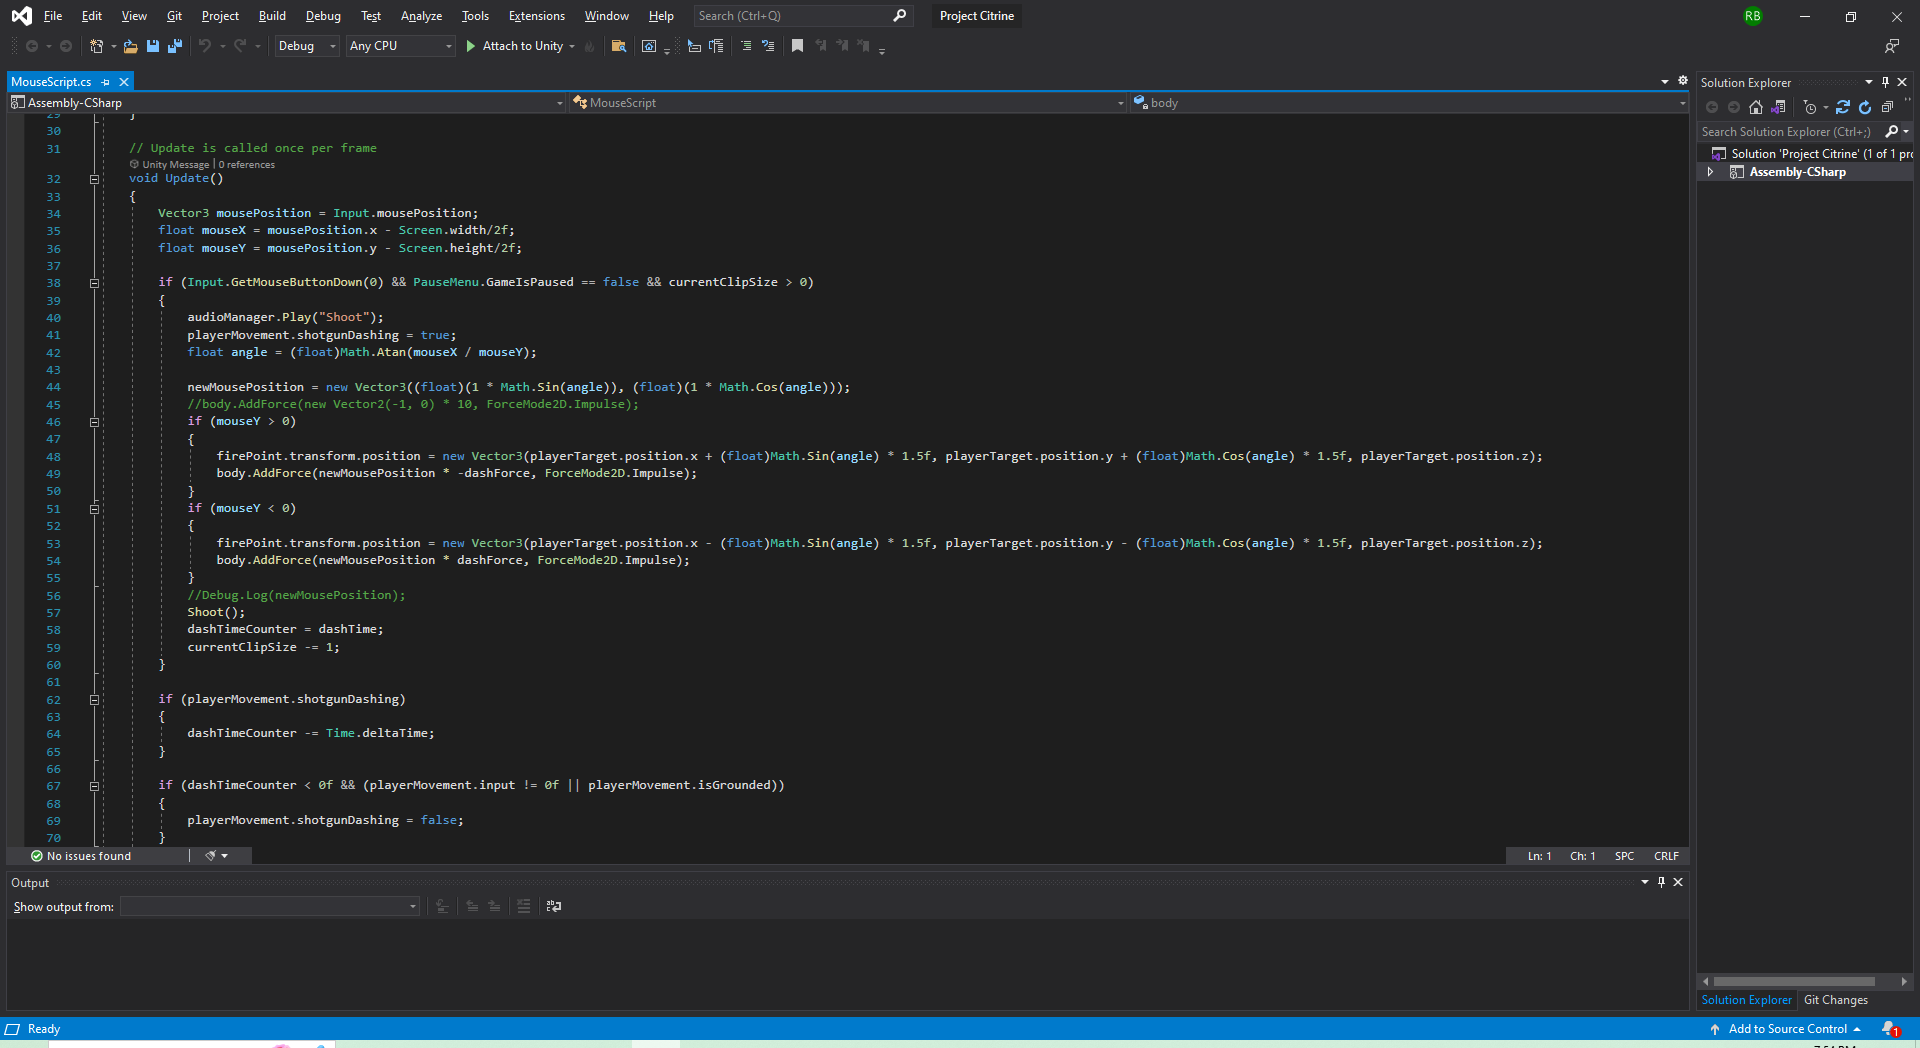 File Edit View Git Project Build Debug Test Analyze Tools Extensions Window Help Search (Ctrl+Q) Project Citrine RB
Debug Any CPU Attach to Unity
MouseScript.cs
Assembly-CSharp MouseScript body
29 }
30
31 // Update is called once per frame
Unity Message | 0 references
32 void Update()
33 {
34 Vector3 mousePosition = Input.mousePosition;
35 float mouseX = mousePosition.x - Screen.width/2f;
36 float mouseY = mousePosition.y - Screen.height/2f;
37
38 if (Input.GetMouseButtonDown(0) && PauseMenu.GameIsPaused == false && currentClipSize > 0)
39 {
40 audioManager.Play("Shoot");
41 playerMovement.shotgunDashing = true;
42 float angle = (float)Math.Atan(mouseX / mouseY);
43
44 newMousePosition = new Vector3((float)(1 * Math.Sin(angle)), (float)(1 * Math.Cos(angle)));
45 //body.AddForce(new Vector2(-1, 0) * 10, ForceMode2D.Impulse);
46 if (mouseY > 0)
47 {
48 firePoint.transform.position = new Vector3(playerTarget.position.x + (float)Math.Sin(angle) * 1.5f, playerTarget.position.y + (float)Math.Cos(angle) * 1.5f, playerTarget.position.z);
49 body.AddForce(newMousePosition * -dashForce, ForceMode2D.Impulse);
50 }
51 if (mouseY < 0)
52 {
53 firePoint.transform.position = new Vector3(playerTarget.position.x - (float)Math.Sin(angle) * 1.5f, playerTarget.position.y - (float)Math.Cos(angle) * 1.5f, playerTarget.position.z);
54 body.AddForce(newMousePosition * dashForce, ForceMode2D.Impulse);
55 }
56 //Debug.Log(newMousePosition);
57 Shoot();
58 dashTimeCounter = dashTime;
59 currentClipSize -= 1;
60 }
61
62 if (playerMovement.shotgunDashing)
63 {
64 dashTimeCounter -= Time.deltaTime;
65 }
66
67 if (dashTimeCounter < 0f && (playerMovement.input != 0f || playerMovement.isGrounded))
68 {
69 playerMovement.shotgunDashing = false;
70 }
No issues found Ln: 1 Ch: 1 SPC CRLF
Output
Show output from:
Solution Explorer
Search Solution Explorer (Ctrl+;)
Solution 'Project Citrine' (1 of 1 pro
Assembly-CSharp
Solution Explorer Git Changes
Ready Add to Source Control 1